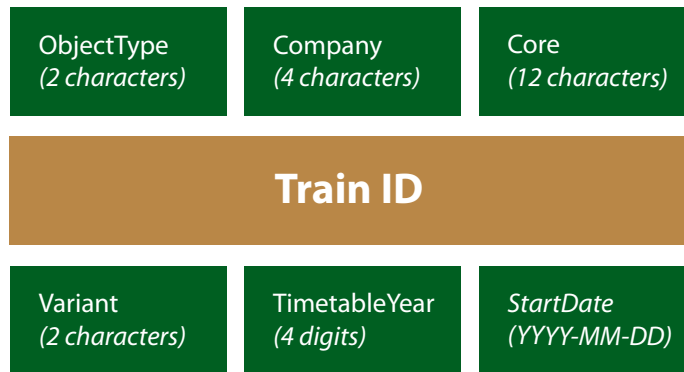 ObjectType
(2 characters)
Company
(4 characters)
Core
(12 characters)
Train ID
Variant
(2 characters)
TimetableYear
(4 digits)
StartDate
(YYYY-MM-DD)